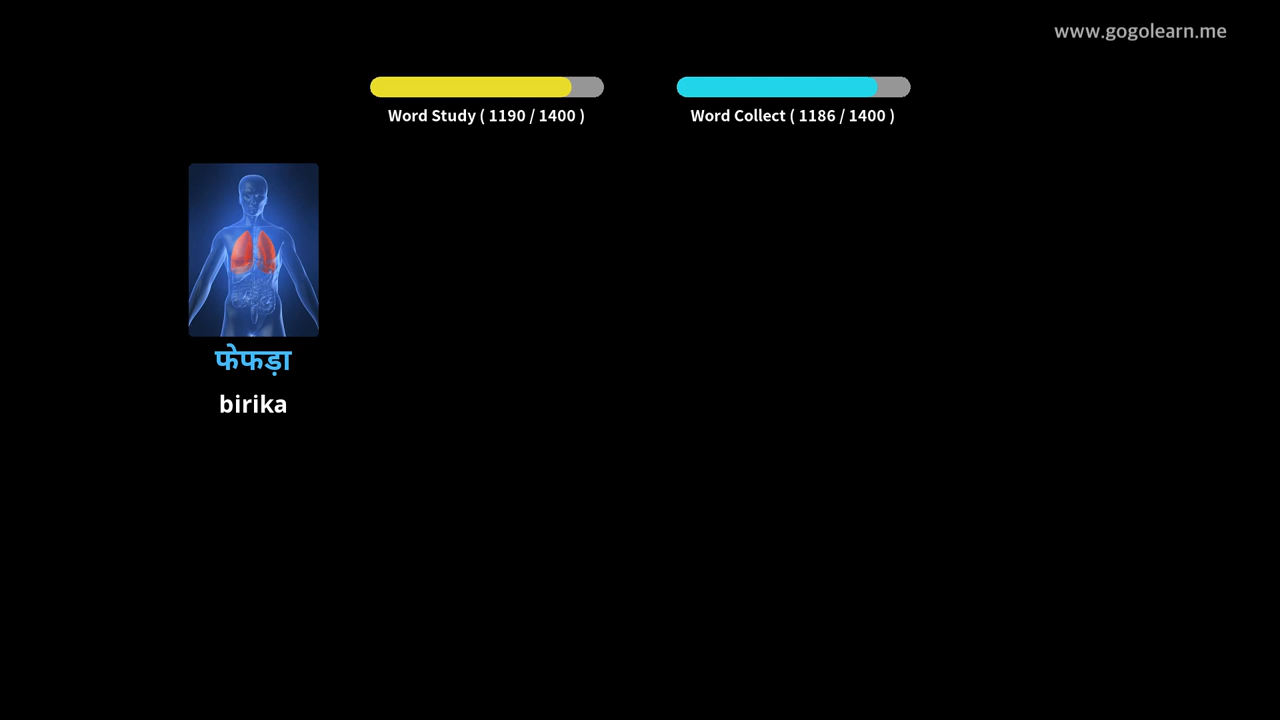 www.gogolearn.me
Word Study ( 1190 / 1400 )
Word Collect ( 1186 / 1400 )
फेफड़ा
birika